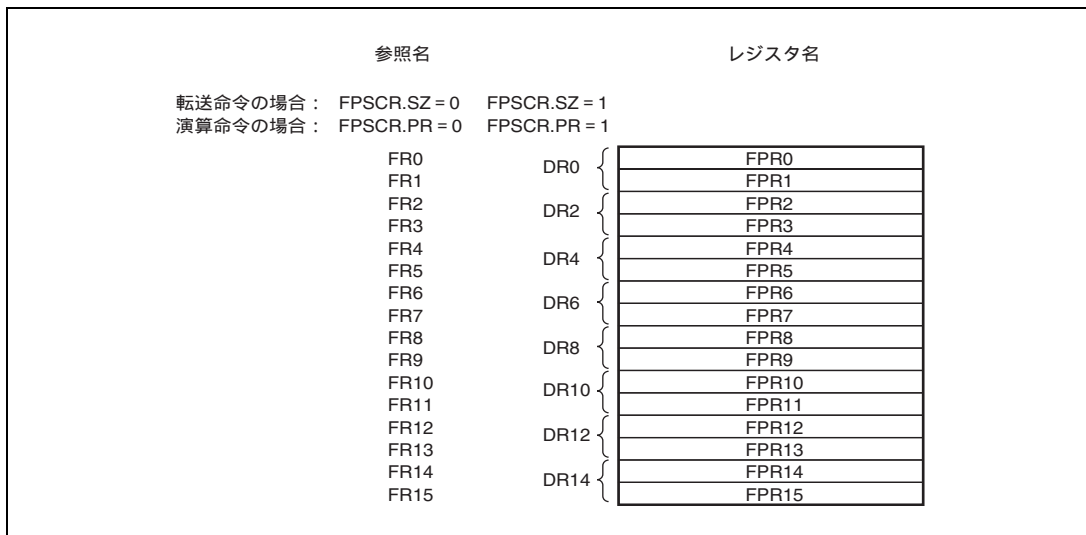 参照名 レジスタ名
転送命令の場合： FPSCR.SZ = 0 FPSCR.SZ = 1
演算命令の場合： FPSCR.PR = 0 FPSCR.PR = 1
FR0 DR0 FPR0
FR1 FPR1
FR2 DR2 FPR2
FR3 FPR3
FR4 DR4 FPR4
FR5 FPR5
FR6 DR6 FPR6
FR7 FPR7
FR8 DR8 FPR8
FR9 FPR9
FR10 DR10 FPR10
FR11 FPR11
FR12 DR12 FPR12
FR13 FPR13
FR14 DR14 FPR14
FR15 FPR15